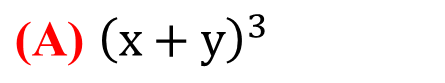 (A) (x + y)³